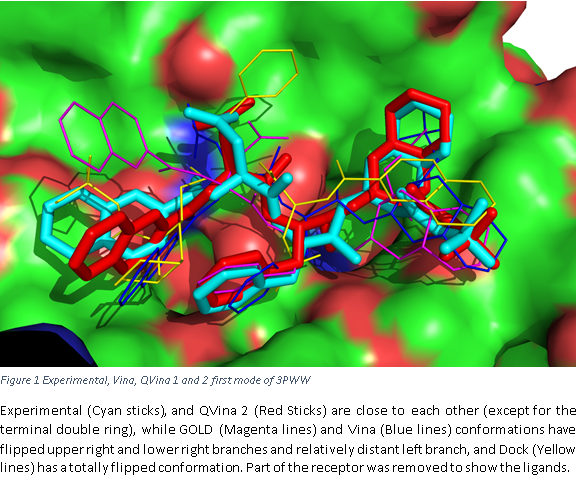 Figure 1 Experimental, Vina, QVina 1 and 2 first mode of 3PWW
Experimental (Cyan sticks), and QVina 2 (Red Sticks) are close to each other (except for the
terminal double ring), while GOLD (Magenta lines) and Vina (Blue lines) conformations have
flipped upper right and lower right branches and relatively distant left branch, and Dock (Yellow
lines) has a totally flipped conformation. Part of the receptor was removed to show the ligands.